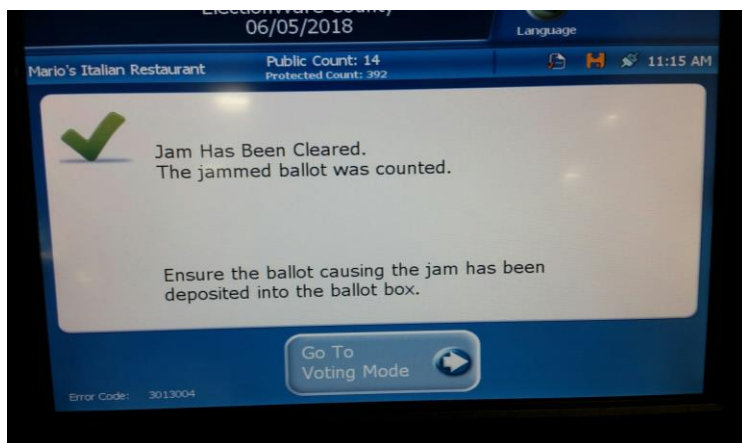 ElectionWare County
06/05/2018
Language
Mario's Italian Restaurant
Public Count: 14
Protected Count: 392
11:15 AM
Jam Has Been Cleared.
The jammed ballot was counted.
Ensure the ballot causing the jam has been
deposited into the ballot box.
Go To
Voting Mode
Error Code: 3013004